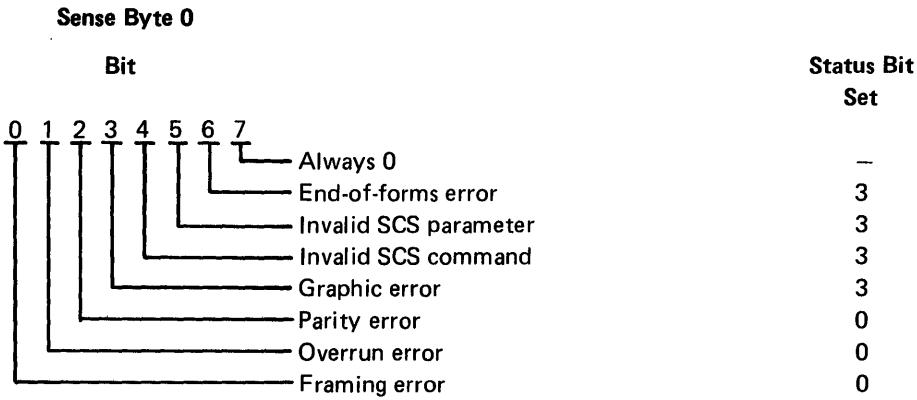 Sense Byte 0
Bit
Status Bit
Set
0 1 2 3 4 5 6 7
Always 0 —
End-of-forms error 3
Invalid SCS parameter 3
Invalid SCS command 3
Graphic error 3
Parity error 0
Overrun error 0
Framing error 0